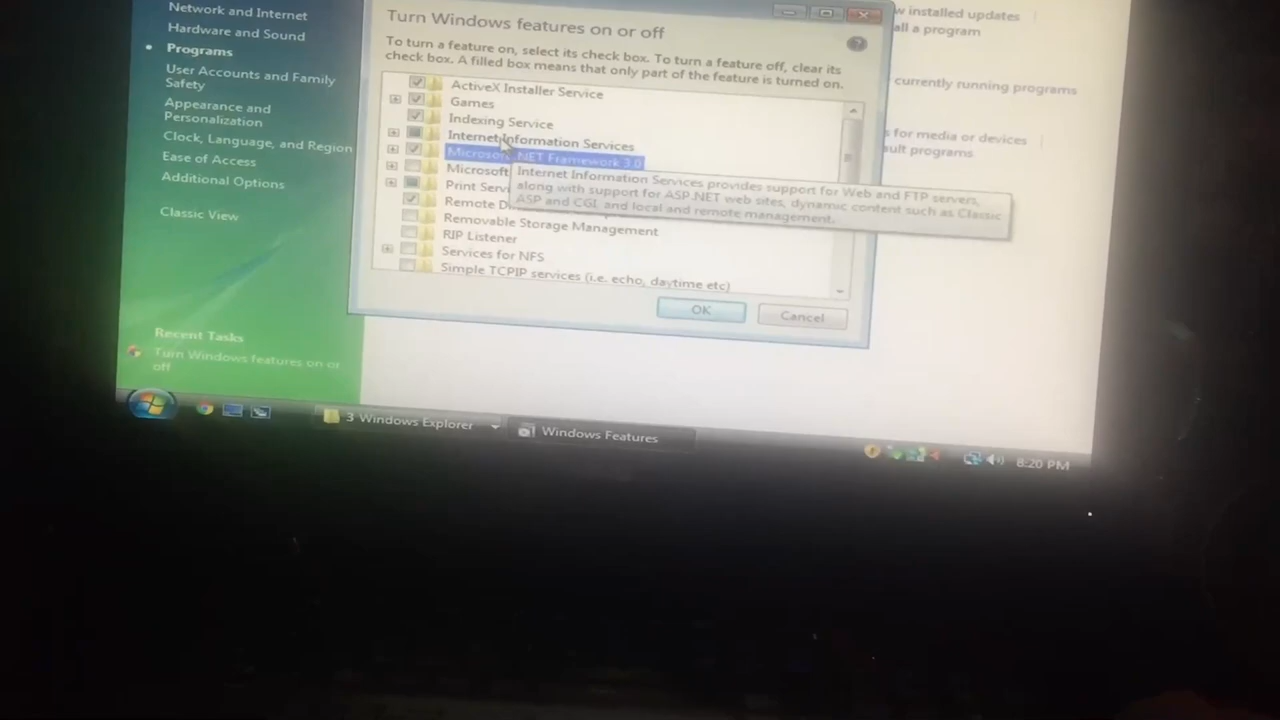 Network and Internet
Hardware and Sound
Programs
User Accounts and Family
Safety
Appearance and
Personalization
Clock, Language, and Region
Ease of Access
Additional Options
Classic View
Recent Tasks
Turn Windows features on or
off
Turn Windows features on or off
To turn a feature on, select its check box. To turn a feature off, clear its
check box. A filled box means that only part of the feature is turned on.
ActiveX Installer Service
Games
Indexing Service
Internet Information Services
Microsoft .NET Framework 3.0
Microsoft
Print Serv
Remote D
Removable Storage Management
RIP Listener
Services for NFS
Simple TCPIP services (i.e. echo, daytime etc)
Internet Information Services provides support for Web and FTP servers,
along with support for ASP.NET web sites, dynamic content such as Classic
ASP and CGI, and local and remote management.
OK
Cancel
w installed updates
all a program
currently running programs
s for media or devices
ault programs
3 Windows Explorer
Windows Features
8:20 PM